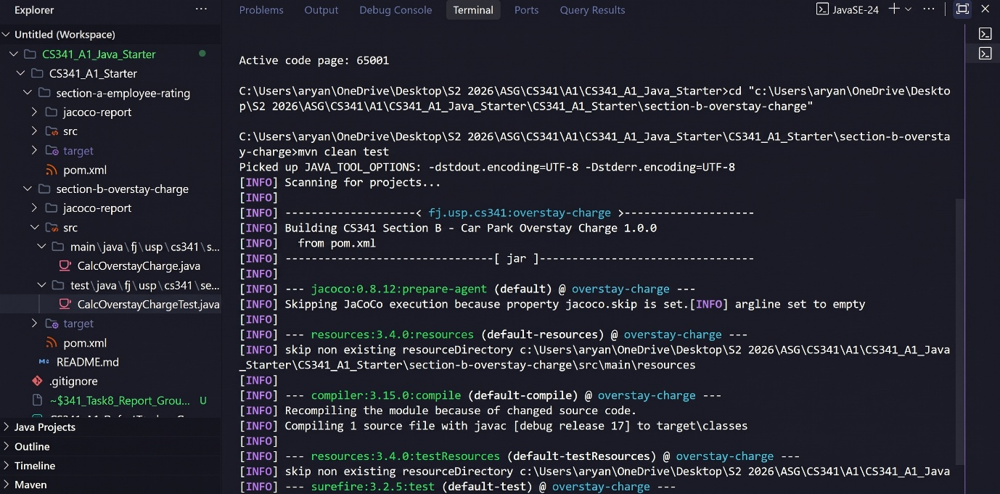 Explorer
···
Untitled (Workspace)
CS341_A1_Java_Starter
CS341_A1_Starter
section-a-employee-rating
jacoco-report
src
target
pom.xml
section-b-overstay-charge
jacoco-report
src
main\java\fj\usp\cs341\s...
CalcOverstayCharge.java
test\java\fj\usp\cs341\se...
CalcOverstayChargeTest.java
target
pom.xml
README.md
.gitignore
~$341_Task8_Report_Grou... U
Java Projects
Outline
Timeline
Maven
Problems Output Debug Console Terminal Ports Query Results
JavaSE-24
Active code page: 65001
C:\Users\aryan\OneDrive\Desktop\S2 2026\ASG\CS341\A1\CS341_A1_Java_Starter>cd "c:\Users\aryan\OneDrive\Deskto
p\S2 2026\ASG\CS341\A1\CS341_A1_Java_Starter\CS341_A1_Starter\section-b-overstay-charge"
C:\Users\aryan\OneDrive\Desktop\S2 2026\ASG\CS341\A1\CS341_A1_Java_Starter\CS341_A1_Starter\section-b-oversta
y-charge>mvn clean test
Picked up JAVA_TOOL_OPTIONS: -dstdout.encoding=UTF-8 -Dstderr.encoding=UTF-8
[INFO] Scanning for projects...
[INFO]
[INFO] --------------------< fj.usp.cs341:overstay-charge >--------------------
[INFO] Building CS341 Section B - Car Park Overstay Charge 1.0.0
[INFO]   from pom.xml
[INFO] --------------------------------[ jar ]---------------------------------
[INFO]
[INFO] --- jacoco:0.8.12:prepare-agent (default) @ overstay-charge ---
[INFO] Skipping JaCoCo execution because property jacoco.skip is set.[INFO] argline set to empty
[INFO]
[INFO] --- resources:3.4.0:resources (default-resources) @ overstay-charge ---
[INFO] skip non existing resourceDirectory c:\Users\aryan\OneDrive\Desktop\S2 2026\ASG\CS341\A1\CS341_A1_Java
_Starter\CS341_A1_Starter\section-b-overstay-charge\src\main\resources
[INFO]
[INFO] --- compiler:3.15.0:compile (default-compile) @ overstay-charge ---
[INFO] Recompiling the module because of changed source code.
[INFO] Compiling 1 source file with javac [debug release 17] to target\classes
[INFO]
[INFO] --- resources:3.4.0:testResources (default-testResources) @ overstay-charge ---
[INFO] skip non existing resourceDirectory c:\Users\aryan\OneDrive\Desktop\S2 2026\ASG\CS341\A1\CS341_A1_Java
[INFO] --- surefire:3.2.5:test (default-test) @ overstay-charge ---